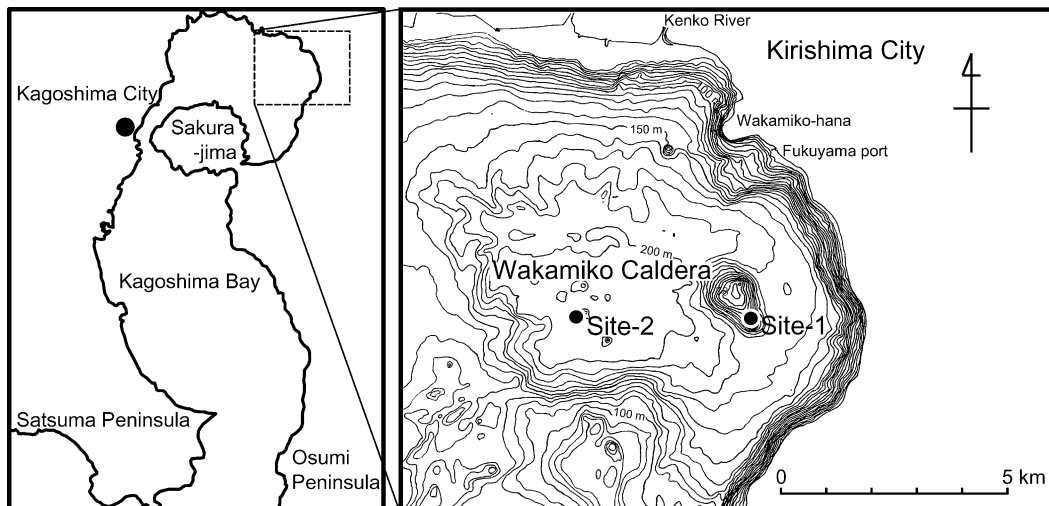 Kagoshima City
Sakura
-jima
Kagoshima Bay
Satsuma Peninsula
Osumi
Peninsula
Kenko River
Kirishima City
Wakamiko-hana
150 m
Fukuyama port
200 m
Wakamiko Caldera
Site-2
Site-1
100 m
0
5 km